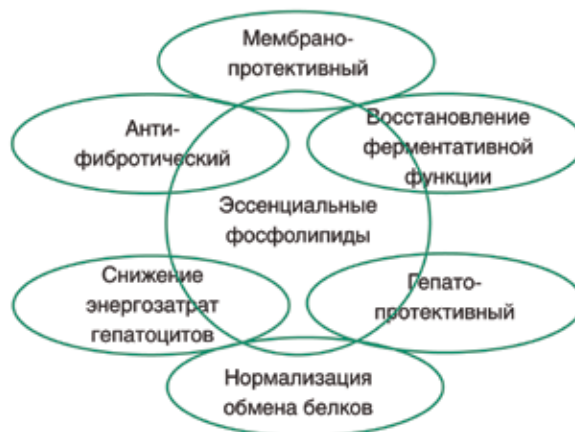 Мембрано-
протективный
Анти-
фибротический
Восстановление
ферментативной
функции
Эссенциальные
фосфолипиды
Снижение
энергозатрат
гепатоцитов
Гепато-
протективный
Нормализация
обмена белков